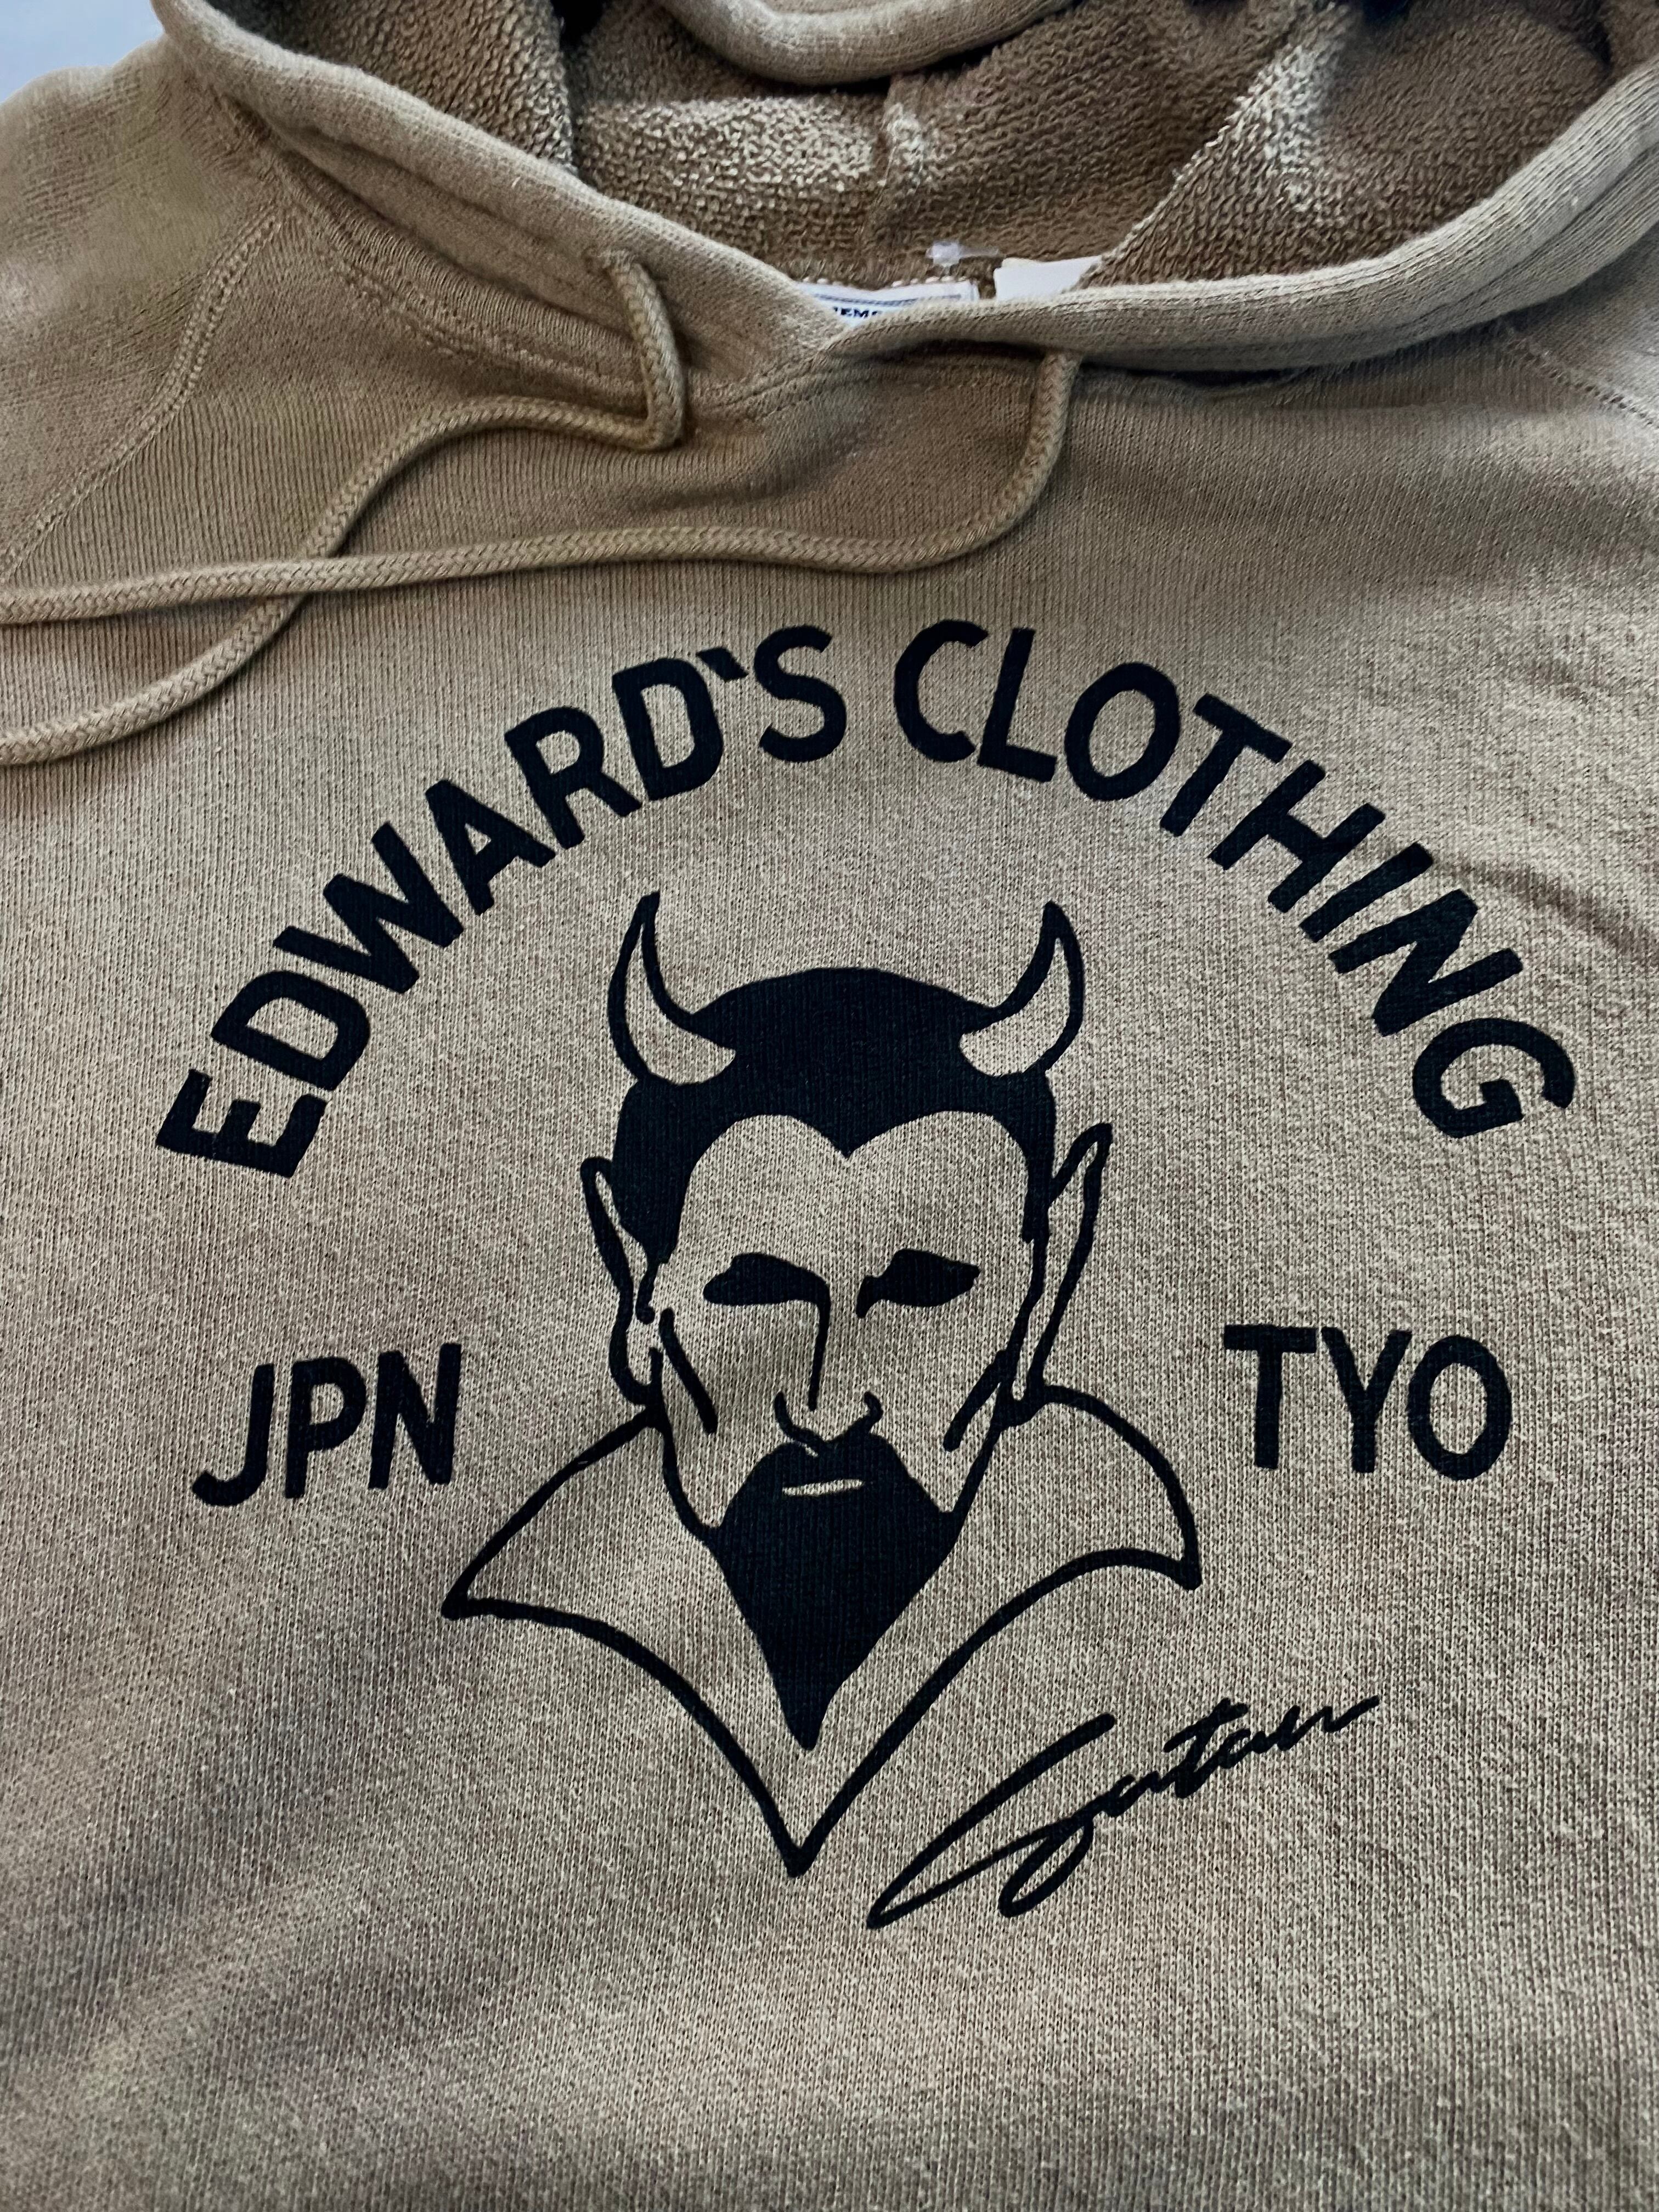 EDWARD'S CLOTHING
JPN
TYO
Satan